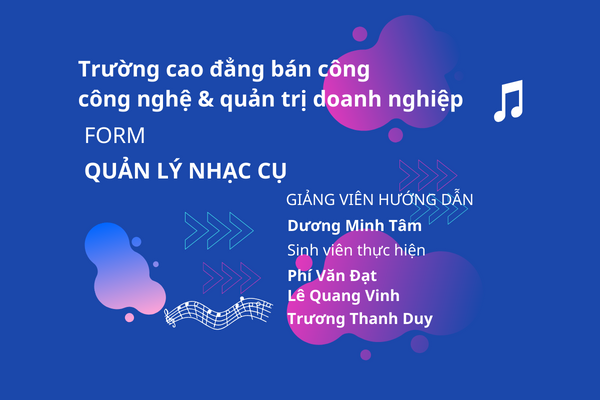 Trường cao đẳng bán công
công nghệ & quản trị doanh nghiệp
FORM
QUẢN LÝ NHẠC CỤ
GIẢNG VIÊN HƯỚNG DẪN
Dương Minh Tâm
Sinh viên thực hiện
Phí Văn Đạt
Lê Quang Vinh
Trương Thanh Duy